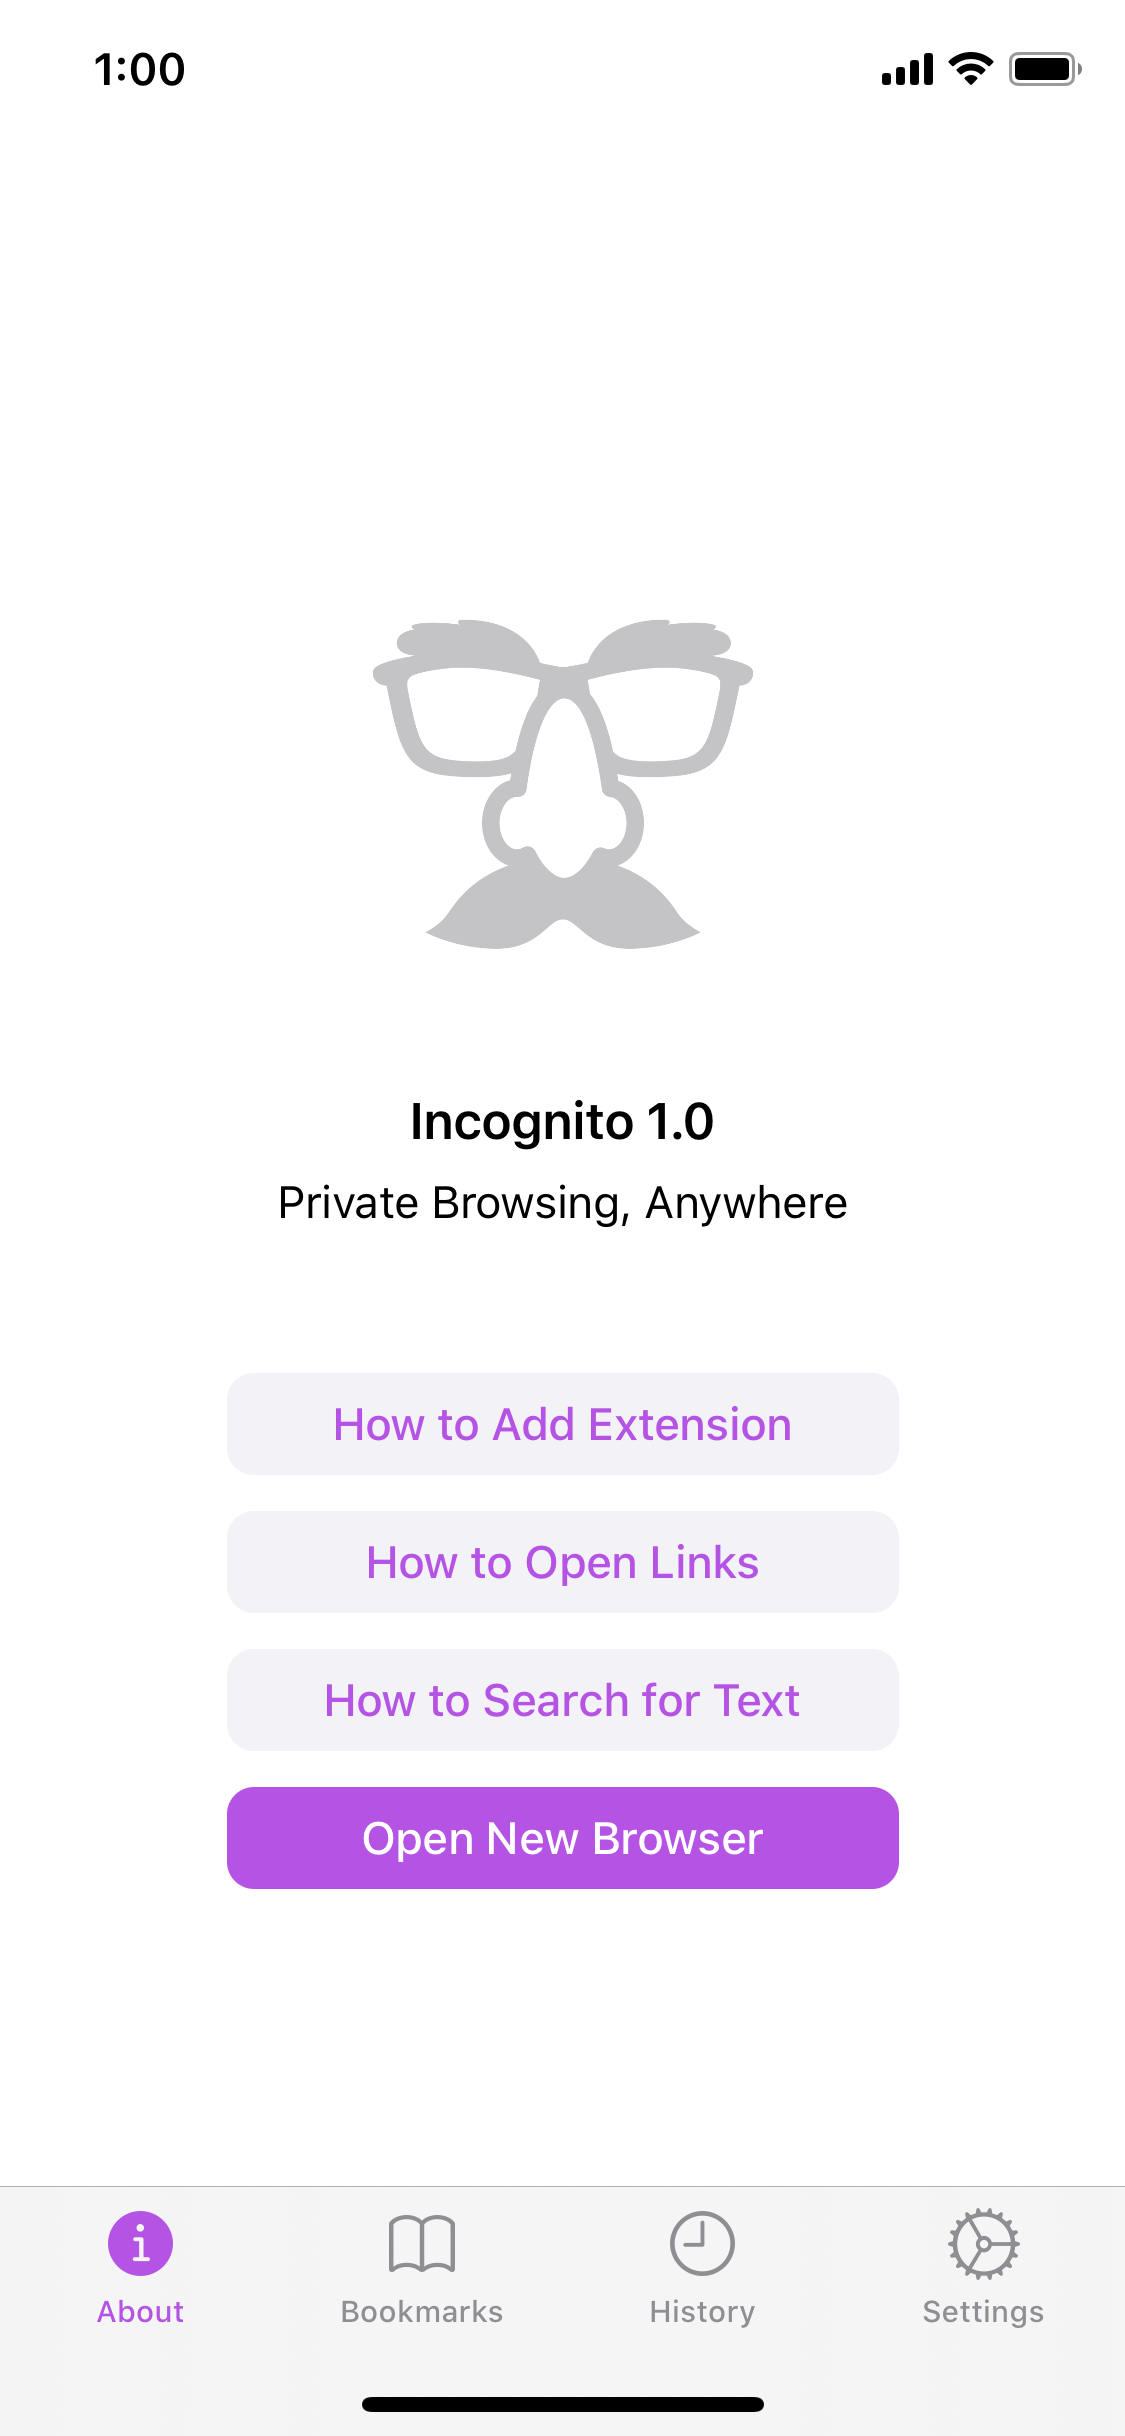 1:00
Incognito 1.0
Private Browsing, Anywhere
How to Add Extension
How to Open Links
How to Search for Text
Open New Browser
About
Bookmarks
History
Settings